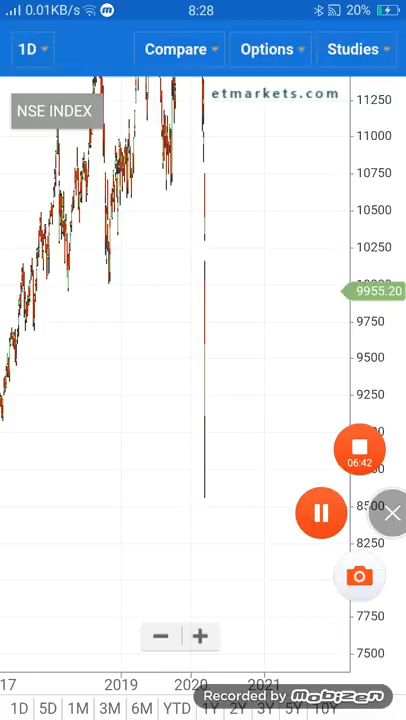 0.01KB/s 8:28 20%
1D Compare Options Studies
etmarkets.com
NSE INDEX
11250
11000
10750
10500
10250
9955.20
9750
9500
9250
06:42
8250
7750
7500
17 2019 2020 2021
Recorded by MOBIZEN
1D 5D 1M 3M 6M YTD 1Y 2Y 3Y 5Y 10Y